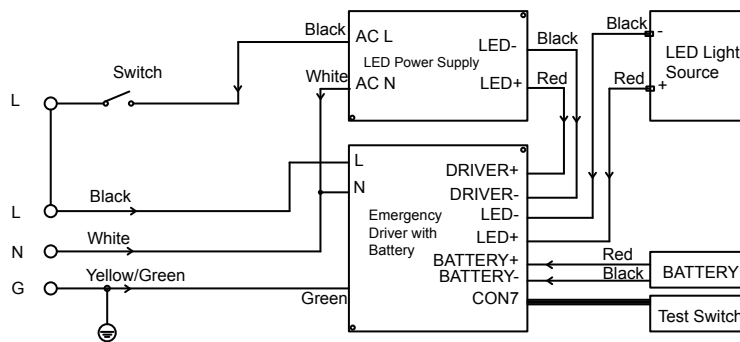 Black
AC L
LED Power Supply
LED-
Black
Black
-
LED Light
Source
Switch
White
AC N
LED+
Red
Red
+
L
L
Black
L
N
DRIVER+
DRIVER-
LED-
LED+
Emergency
Driver with
Battery
N
White
BATTERY+
Red
BATTERY-
Black
BATTERY
G
Yellow/Green
Green
CON7
Test Switch